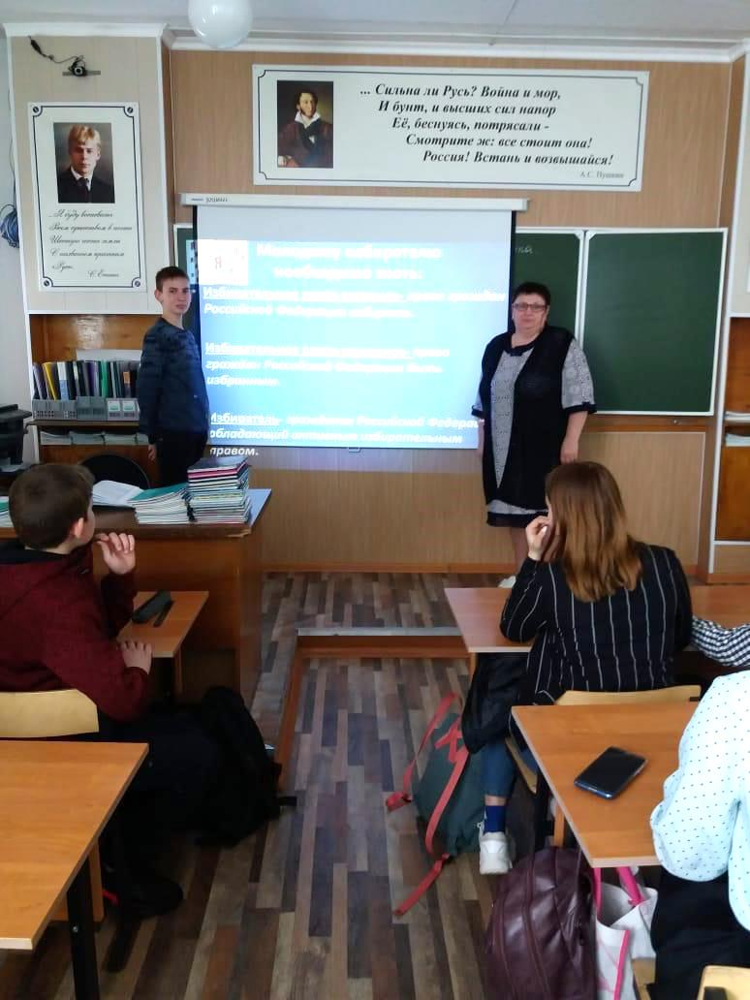 ... Сильна ли Русь? Война и мор,
И бунт, и высших сил напор
Её, беснуясь, потрясали -
Смотрите ж: все стоит она!
Россия! Встань и возвышайся!
А.С. Пушкин
...Я буду воспевать
Всем существом в поэте
Шестую часть земли
С названьем кратким
«Русь».
С. Есенин
Я
Молодому избирателю
необходимо знать:
Избирательное право активное- право граждан
Российской Федерации избирать.
Избирательное право пассивное- право
граждан Российской Федерации быть
избранным.
Избиратель- гражданин Российской Федерации
обладающий активным избирательным
правом.